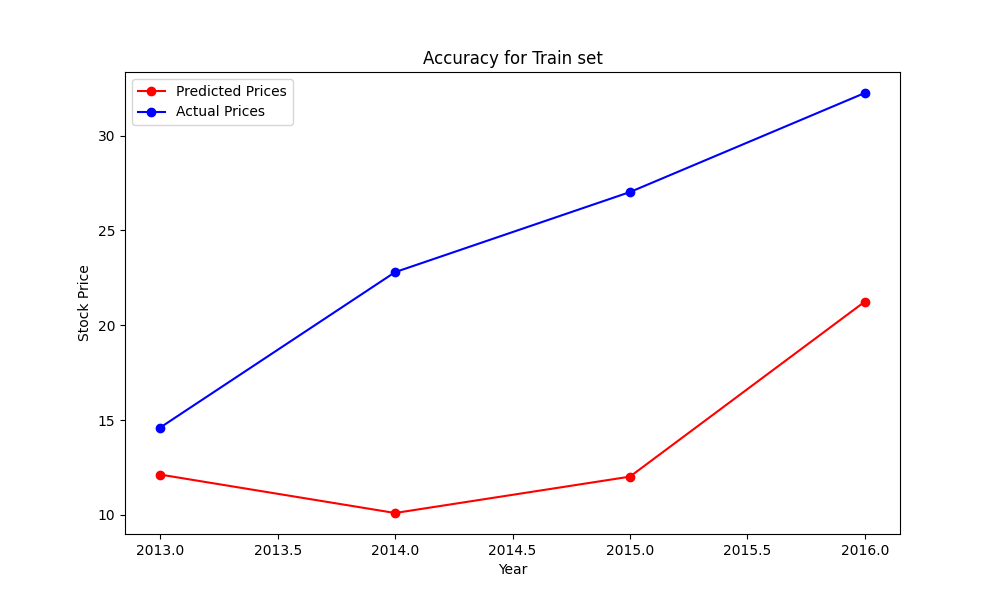 Accuracy for Train set
Predicted Prices
Actual Prices
30
25
20
15
10
Stock Price
2013.0 2013.5 2014.0 2014.5 2015.0 2015.5 2016.0
Year